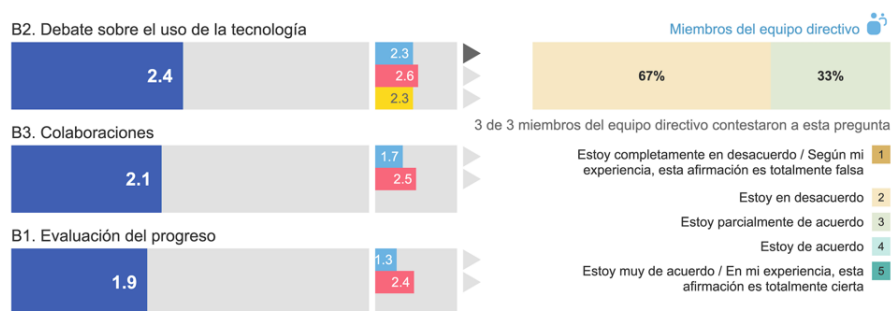 B2. Debate sobre el uso de la tecnología
2.4
2.3
2.6
2.3
Miembros del equipo directivo
67%
33%
3 de 3 miembros del equipo directivo contestaron a esta pregunta
B3. Colaboraciones
2.1
1.7
2.5
Estoy completamente en desacuerdo / Según mi
experiencia, esta afirmación es totalmente falsa
1
Estoy en desacuerdo
2
Estoy parcialmente de acuerdo
3
Estoy de acuerdo
4
Estoy muy de acuerdo / En mi experiencia, esta
afirmación es totalmente cierta
5
B1. Evaluación del progreso
1.9
1.3
2.4